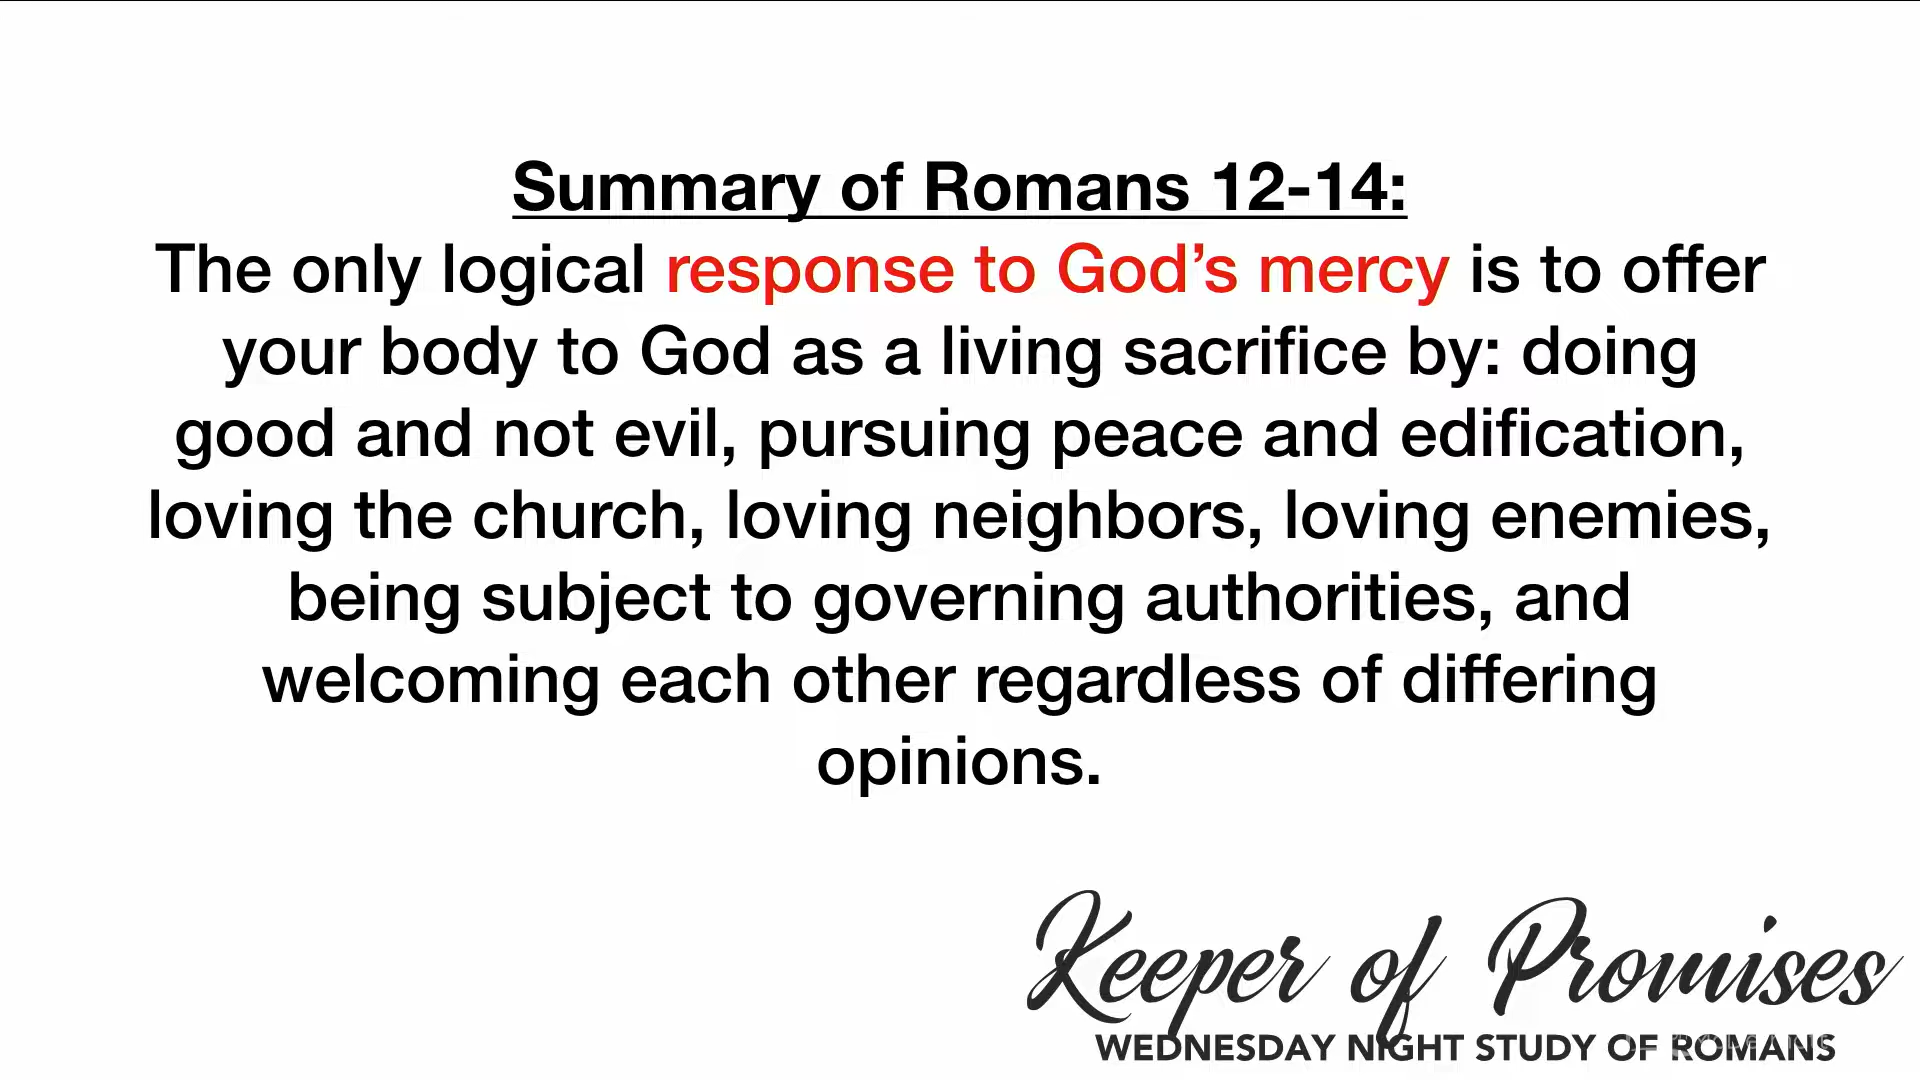 Summary of Romans 12-14:
The only logical response to God’s mercy is to offer
your body to God as a living sacrifice by: doing
good and not evil, pursuing peace and edification,
loving the church, loving neighbors, loving enemies,
being subject to governing authorities, and
welcoming each other regardless of differing
opinions.
Keeper of Promises
WEDNESDAY NIGHT STUDY OF ROMANS